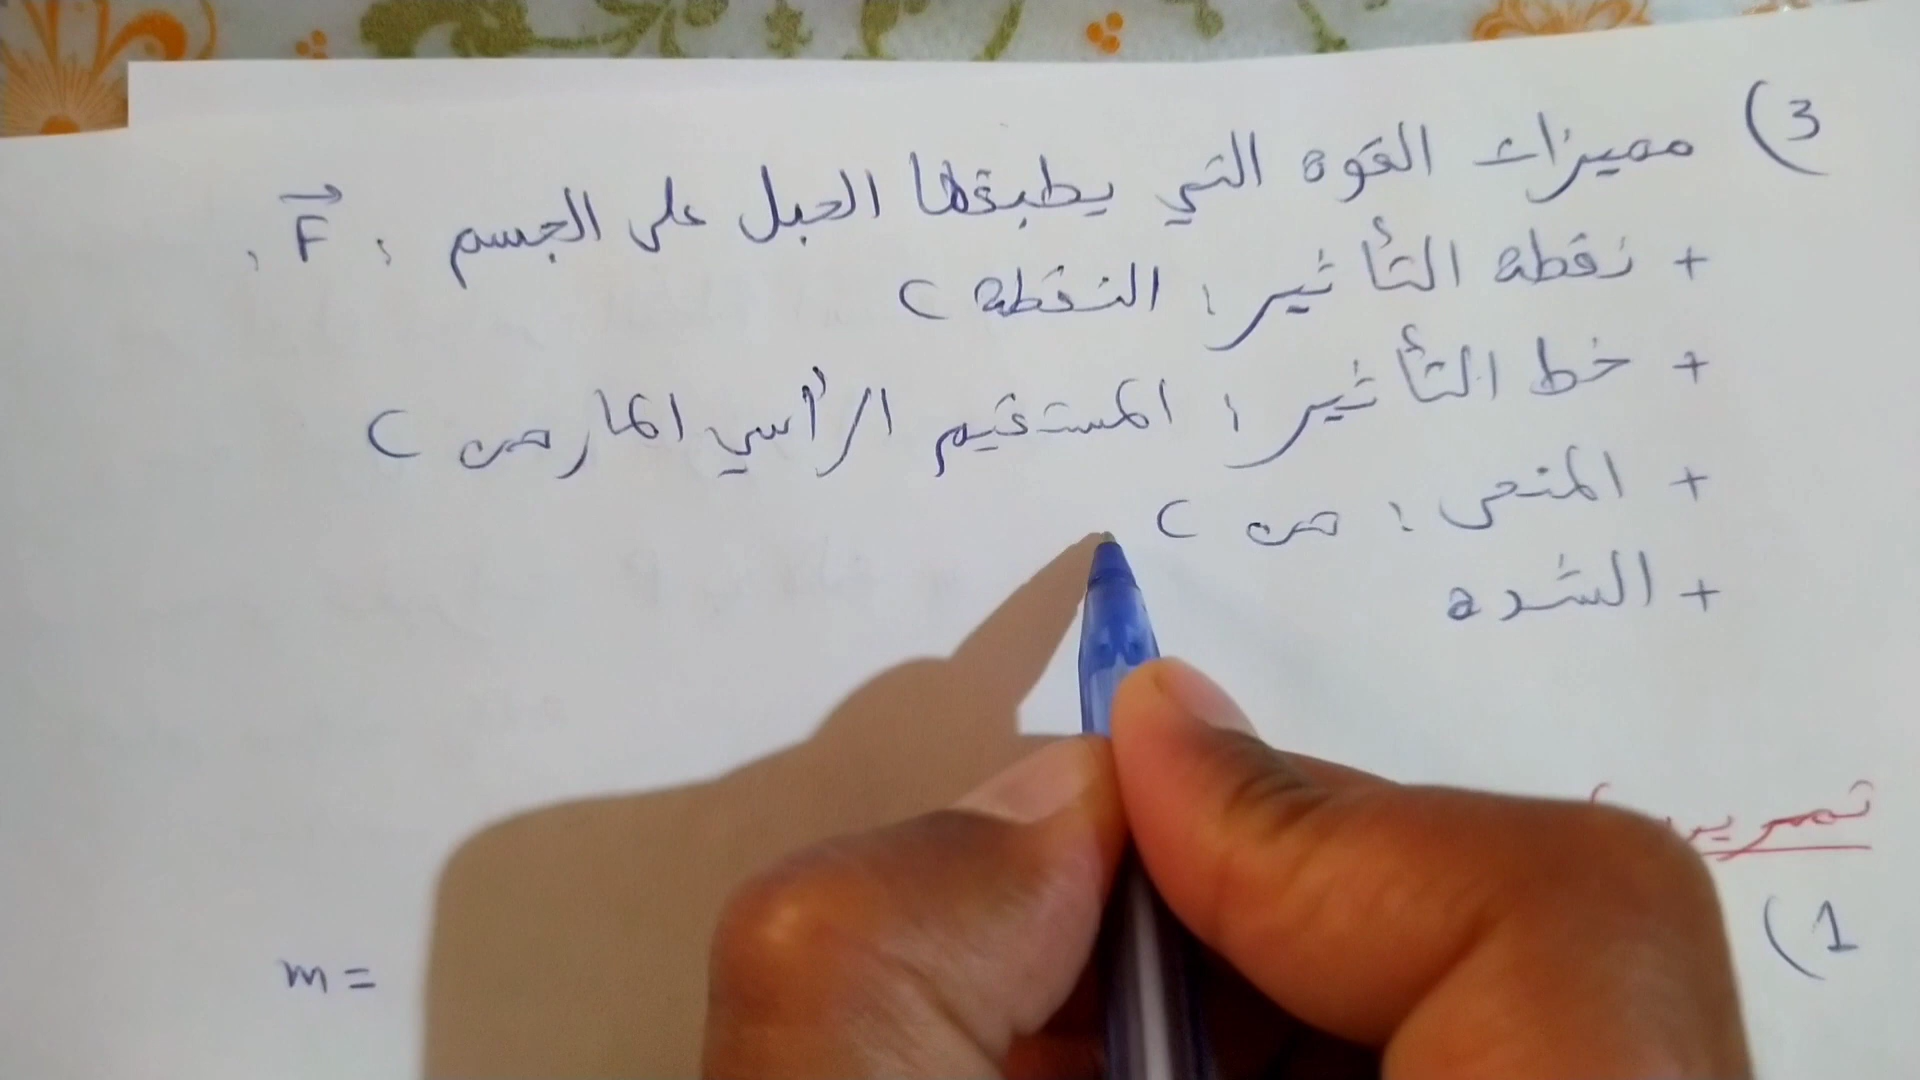 3) مميزات القوة التي يطبقها الحبل على الجسم : F⃗ :
+ نقطة التأثير : النقطة C
+ خط التأثير : المستقيم الرأسي المار من C
+ المنحى : من C
+ الشدة
تمرين
1)
m =